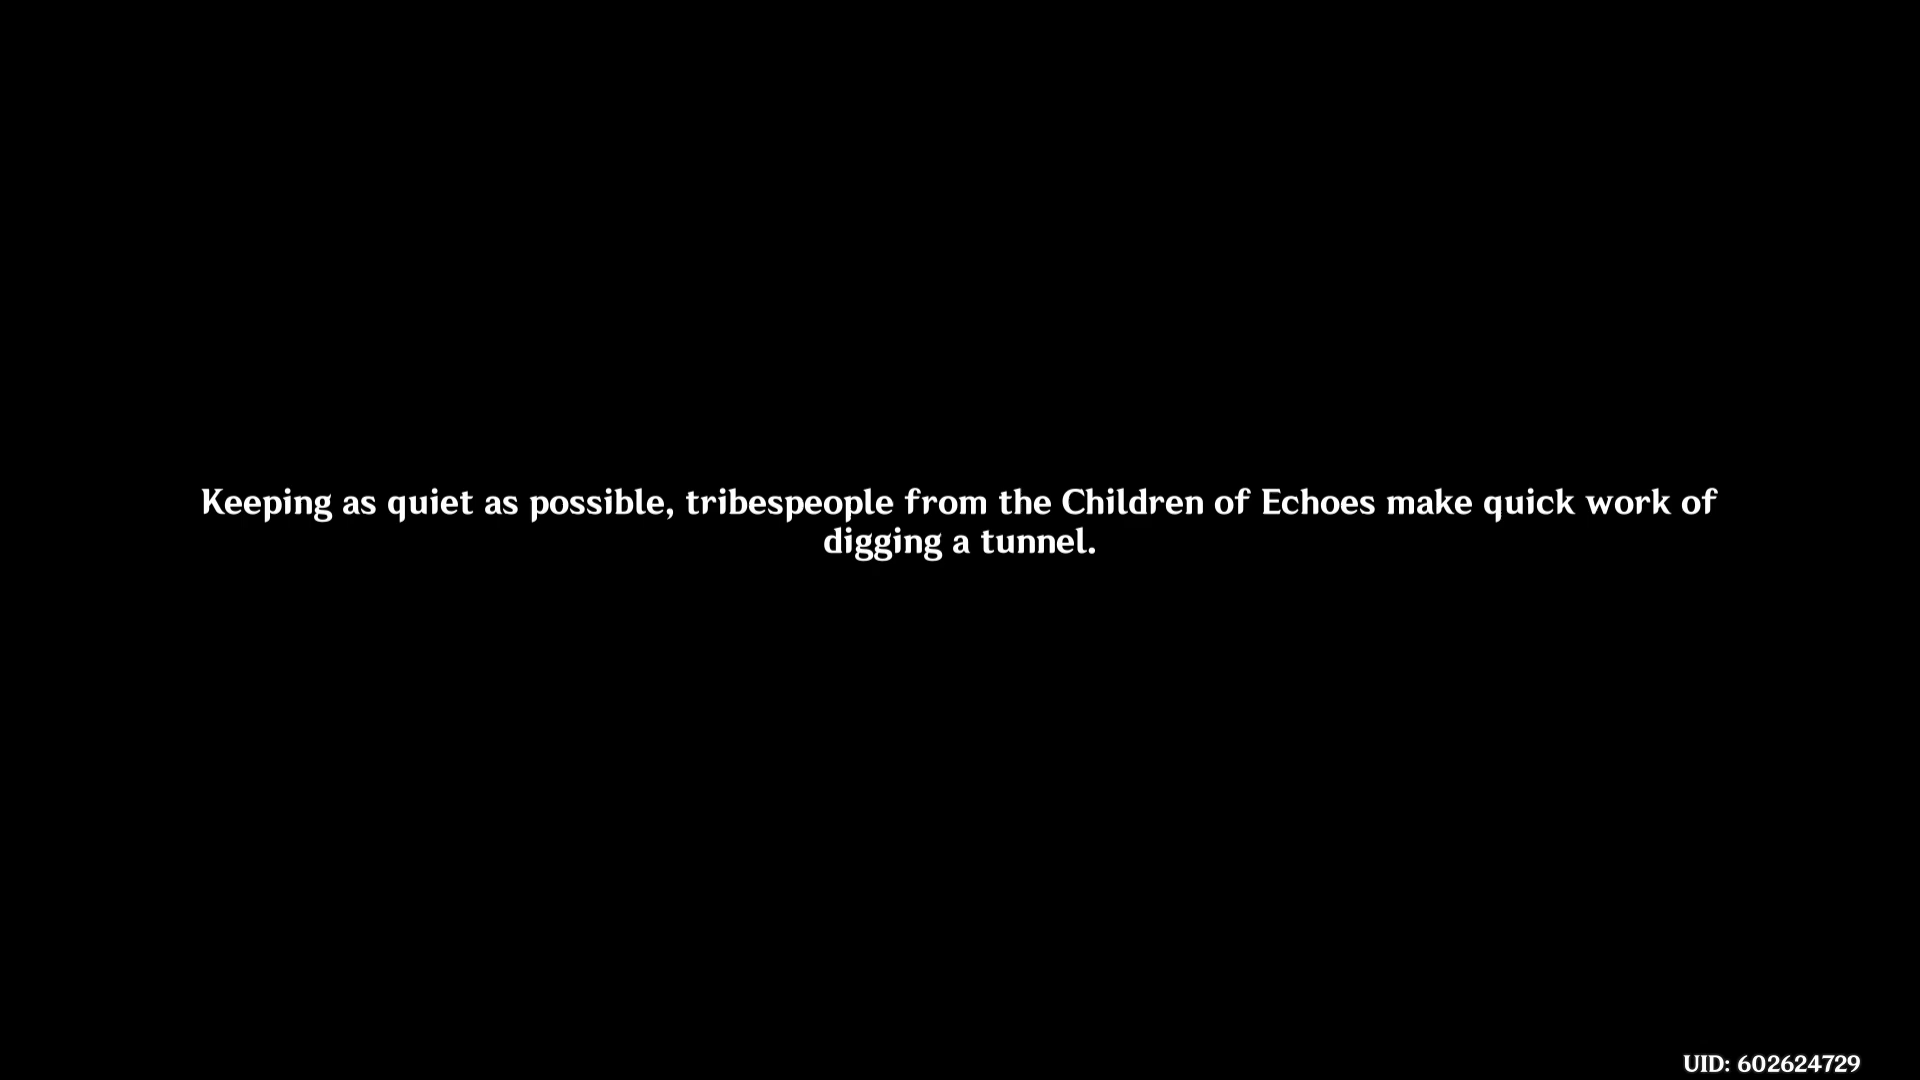 Keeping as quiet as possible, tribespeople from the Children of Echoes make quick work of
digging a tunnel.
UID: 602624729